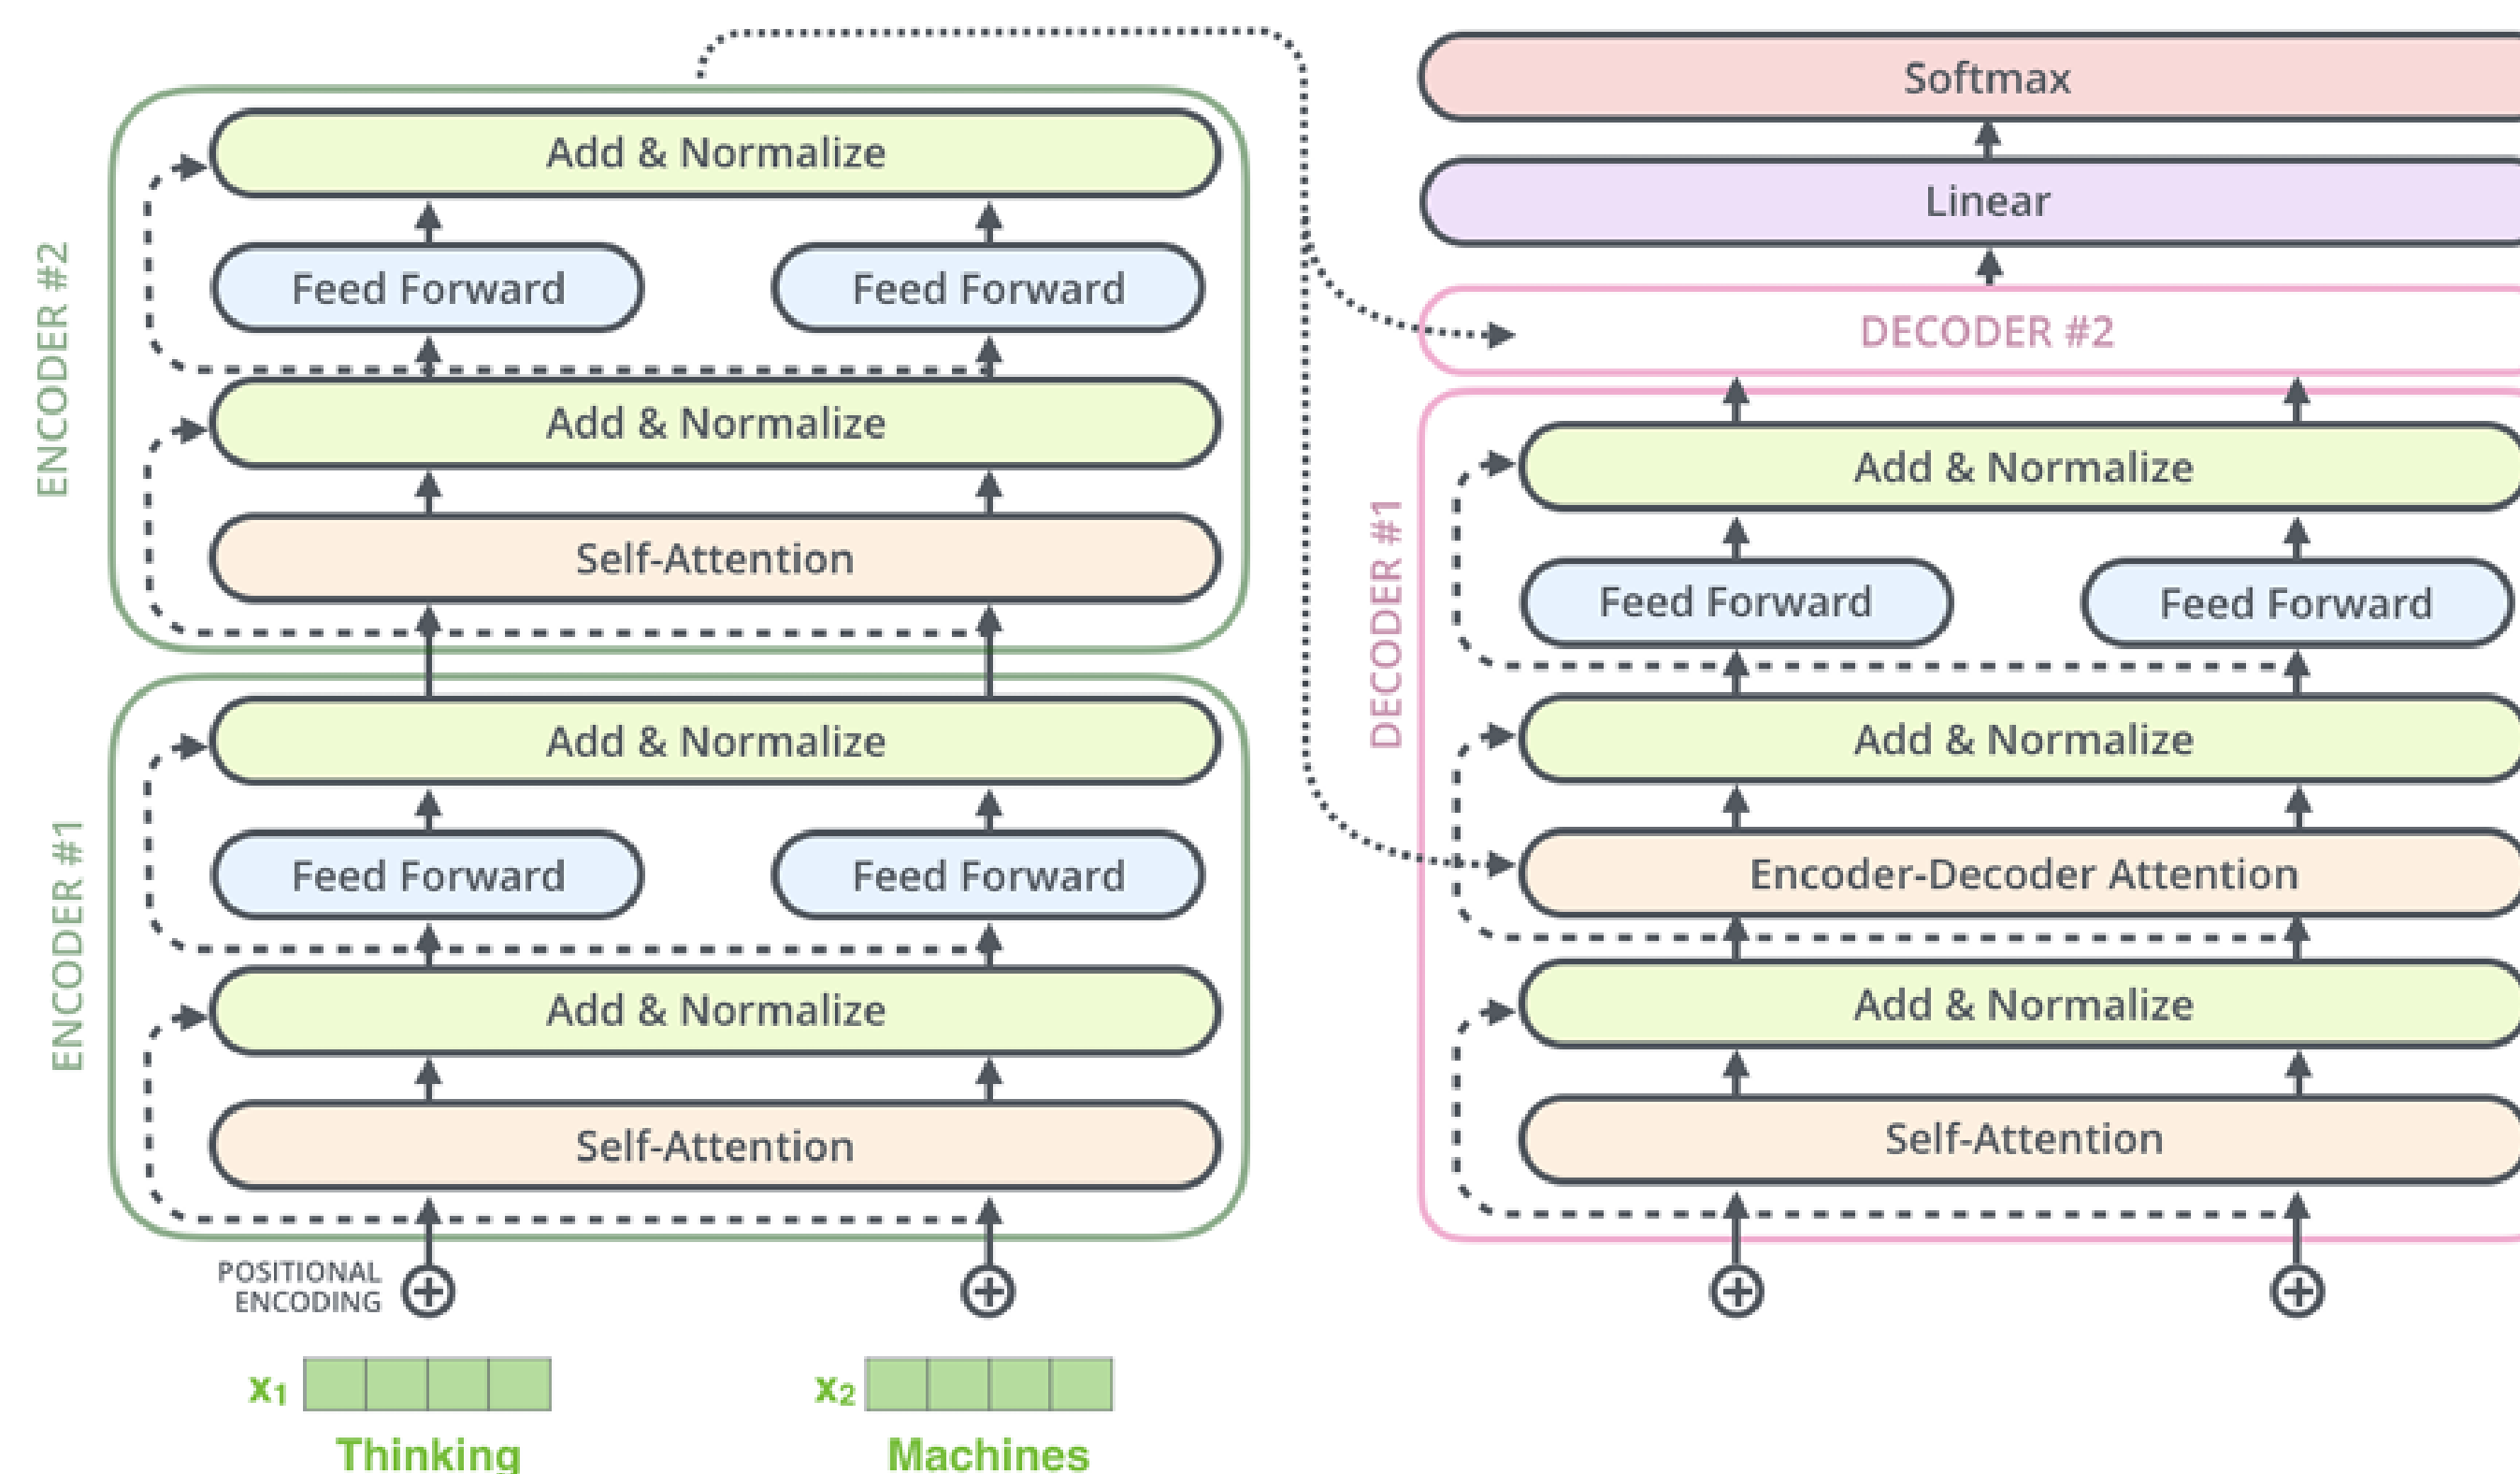 ENCODER #2
Add & Normalize
Feed Forward
Feed Forward
Add & Normalize
Self-Attention
ENCODER #1
Add & Normalize
Feed Forward
Feed Forward
Add & Normalize
Self-Attention
POSITIONAL
ENCODING
x₁
x₂
Thinking
Machines
Softmax
Linear
DECODER #2
DECODER #1
Add & Normalize
Feed Forward
Feed Forward
Add & Normalize
Encoder-Decoder Attention
Add & Normalize
Self-Attention